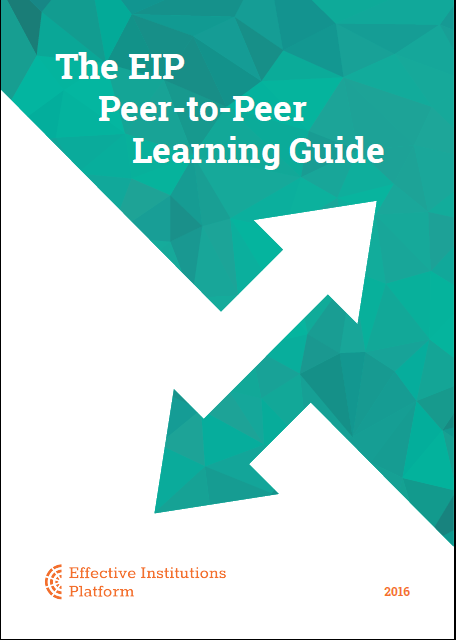 The EIP
Peer-to-Peer
Learning Guide
Effective Institutions
Platform
2016